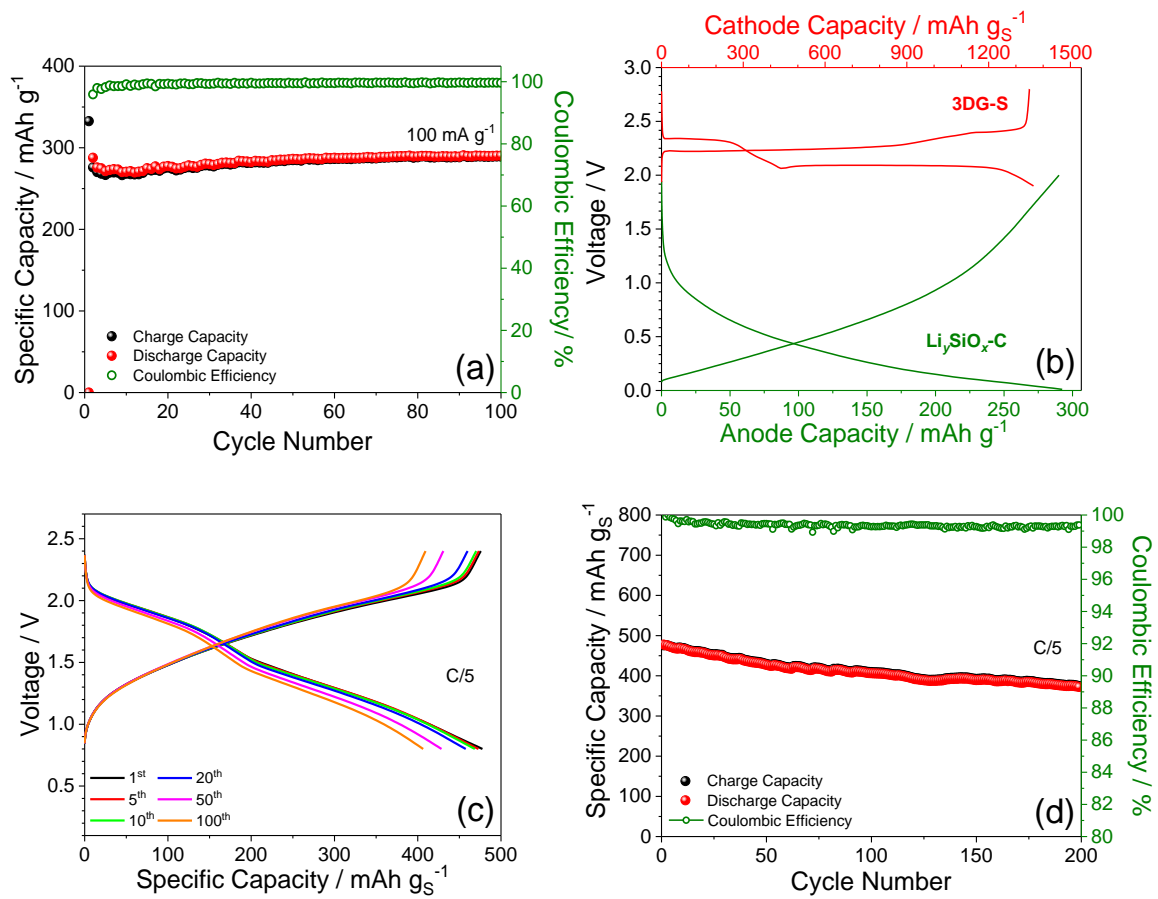 400
350
300
250
200
150
100
50
0
Specific Capacity / mAh g⁻¹
100
80
60
40
20
0
Coulombic Efficiency/ %
100 mA g⁻¹
Charge Capacity
Discharge Capacity
Coulombic Efficiency
(a)
0 20 40 60 80 100
Cycle Number
Cathode Capacity / mAh gS⁻¹
0 300 600 900 1200 1500
3.0
2.5
2.0
1.5
1.0
0.5
0.0
Voltage / V
3DG-S
LiySiOx-C
(b)
0 50 100 150 200 250 300
Anode Capacity / mAh g⁻¹
2.5
2.0
1.5
1.0
0.5
Voltage / V
C/5
1st 20th
5th 50th
10th 100th
(c)
0 100 200 300 400 500
Specific Capacity / mAh gS⁻¹
800
700
600
500
400
300
200
100
0
Specific Capacity / mAh gS⁻¹
100
98
96
94
92
90
88
86
84
82
80
Coulombic Efficiency / %
C/5
Charge Capacity
Discharge Capacity
Coulombic Efficiency
(d)
0 50 100 150 200
Cycle Number